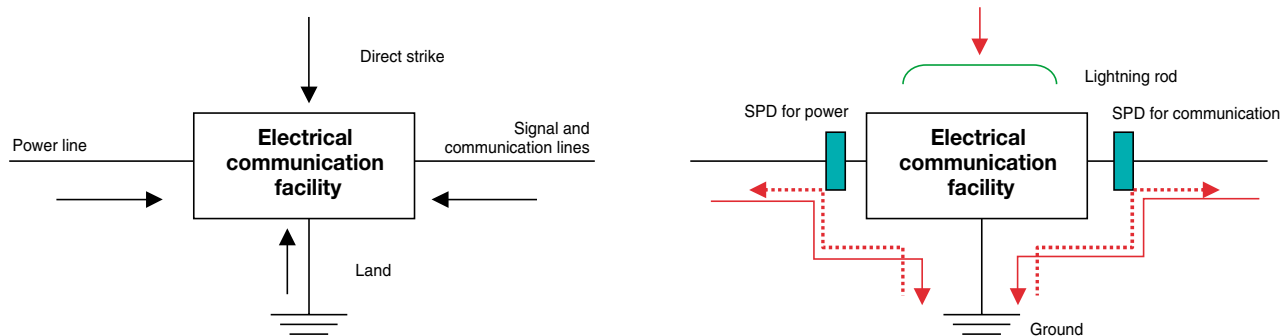 Direct strike
Power line
Electrical
communication
facility
Signal and
communication lines
Land
Lightning rod
SPD for power
SPD for communication
Electrical
communication
facility
Ground